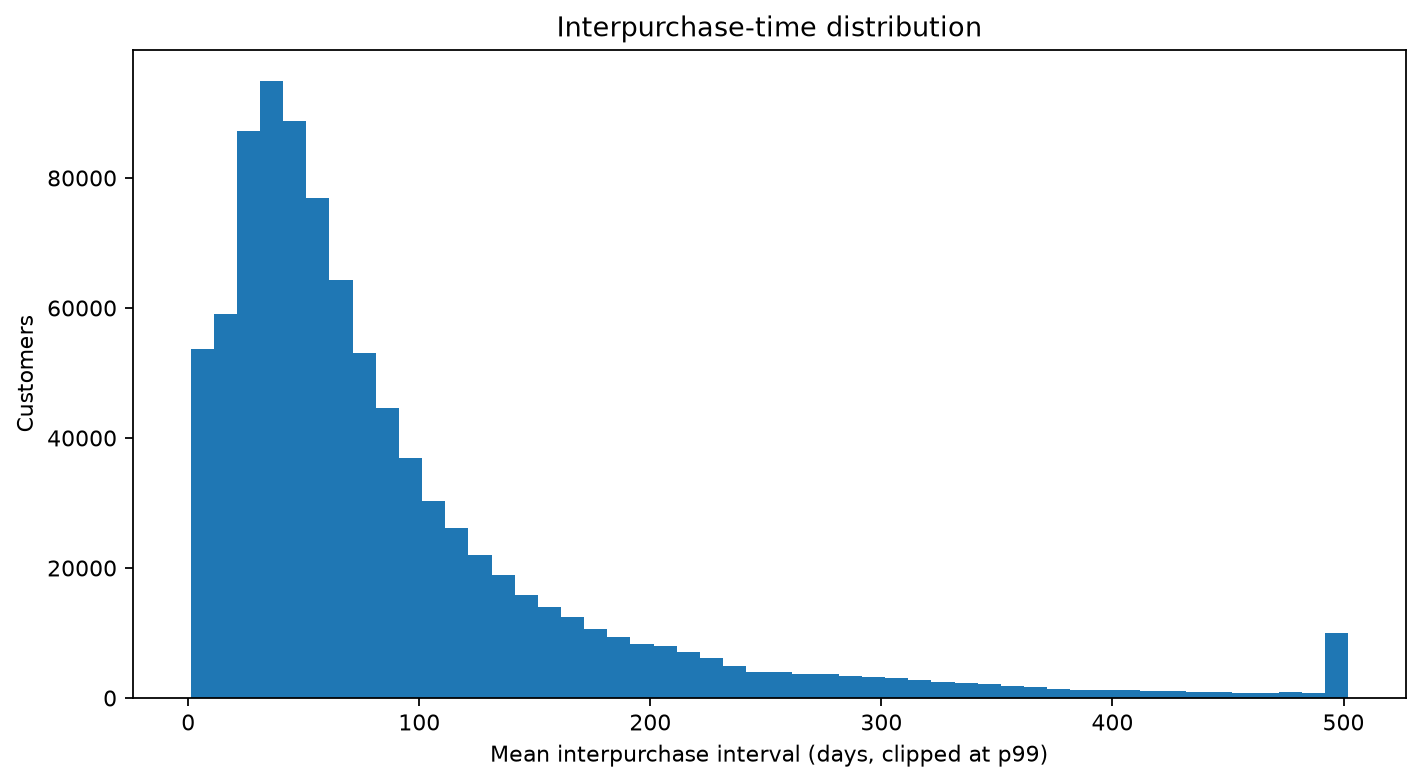 Interpurchase-time distribution
Customers
80000
60000
40000
20000
0
0 100 200 300 400 500
Mean interpurchase interval (days, clipped at p99)